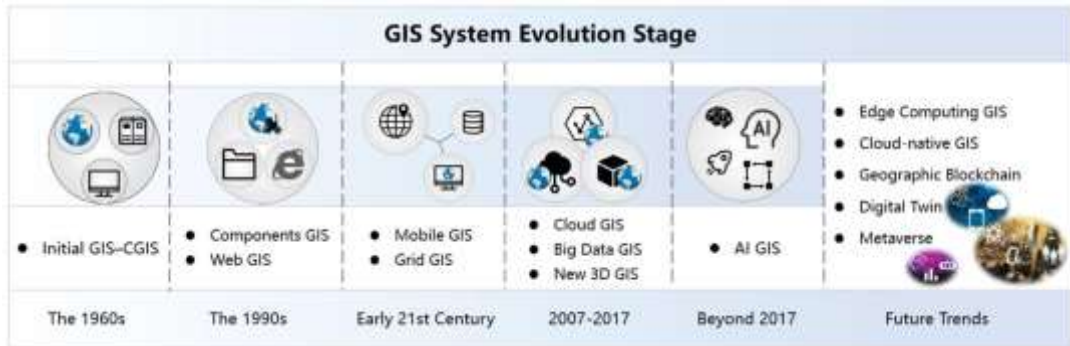 GIS System Evolution Stage
AI
● Initial GIS–CGIS
● Components GIS
● Web GIS
● Mobile GIS
● Grid GIS
● Cloud GIS
● Big Data GIS
● New 3D GIS
● AI GIS
● Edge Computing GIS
● Cloud-native GIS
● Geographic Blockchain
● Digital Twin
● Metaverse
The 1960s
The 1990s
Early 21st Century
2007-2017
Beyond 2017
Future Trends